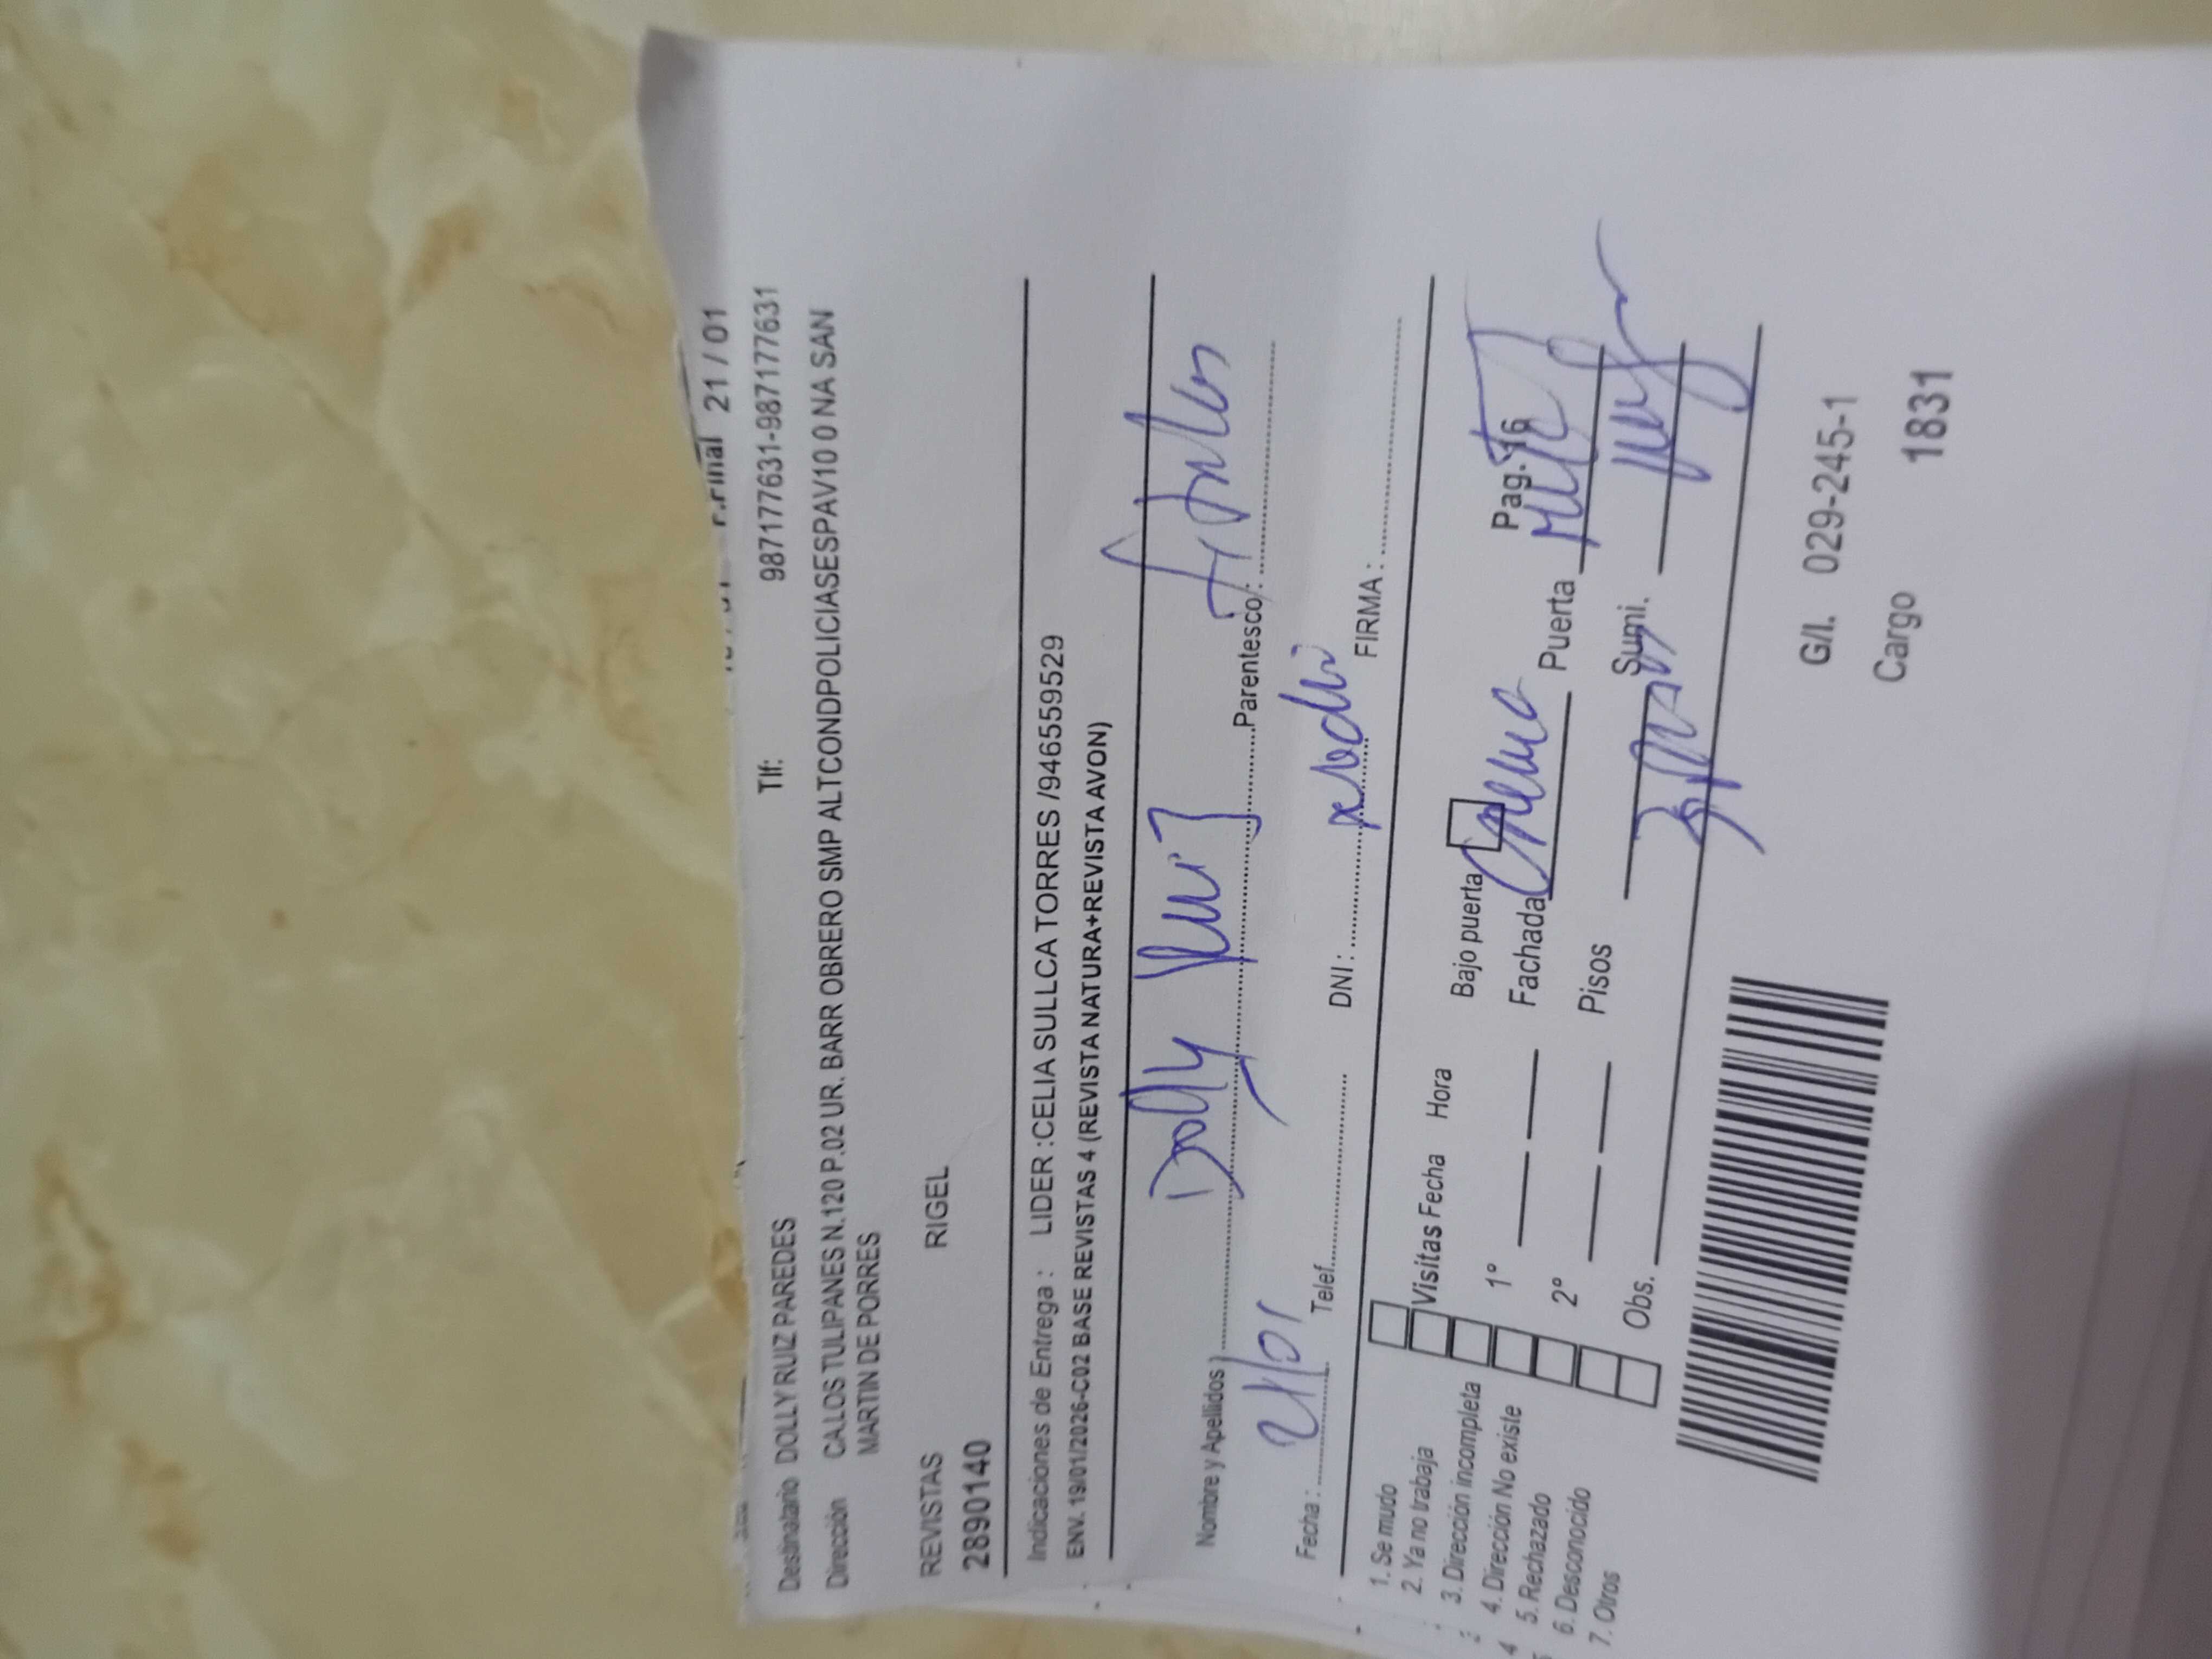 F.Final 21 / 01
Destinatario DOLLY RUIZ PAREDES Tlf: 987177631-987177631
Dirección CALOS TULIPANES N.120 P.02 UR. BARR OBRERO SMP ALTCONDPOLICIASESPAV10 0 NA SAN
MARTIN DE PORRES
REVISTAS RIGEL
2890140
Indicaciones de Entrega : LIDER :CELIA SULLCA TORRES /946559529
ENV. 19/01/2026-C02 BASE REVISTAS 4 (REVISTA NATURA+REVISTA AVON)
Nombre y Apellidos Dolly Ruiz Parentesco: Titular
Fecha : 21/01 Telef. DNI : FIRMA :
1. Se mudo
2. Ya no trabaja
3. Dirección incompleta
4. Dirección No existe
5. Rechazado
6. Desconocido
7. Otros
Visitas Fecha Hora Bajo puerta Pag. 16
1° Fachada Crema Puerta
2° Pisos Sumi.
Obs.
G/I. 029-245-1
Cargo 1831